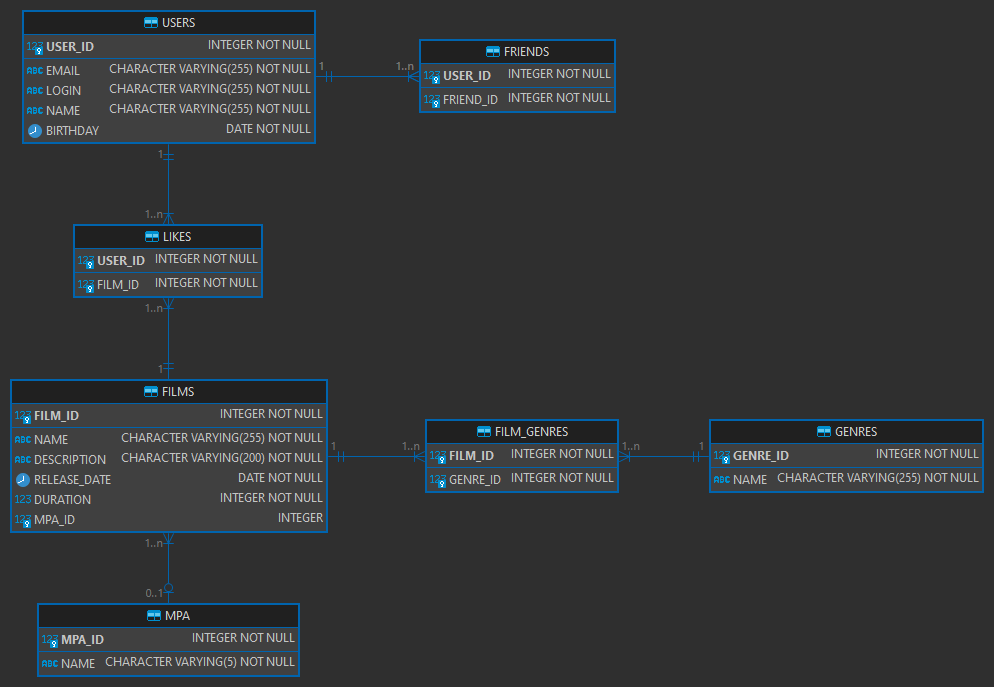 USERS
123 USER_ID INTEGER NOT NULL
ABC EMAIL CHARACTER VARYING(255) NOT NULL
ABC LOGIN CHARACTER VARYING(255) NOT NULL
ABC NAME CHARACTER VARYING(255) NOT NULL
BIRTHDAY DATE NOT NULL
1 1..n
FRIENDS
123 USER_ID INTEGER NOT NULL
123 FRIEND_ID INTEGER NOT NULL
1
1..n
LIKES
123 USER_ID INTEGER NOT NULL
123 FILM_ID INTEGER NOT NULL
1..n
1
FILMS
123 FILM_ID INTEGER NOT NULL
ABC NAME CHARACTER VARYING(255) NOT NULL
ABC DESCRIPTION CHARACTER VARYING(200) NOT NULL
RELEASE_DATE DATE NOT NULL
123 DURATION INTEGER NOT NULL
123 MPA_ID INTEGER
1 1..n
FILM_GENRES
123 FILM_ID INTEGER NOT NULL
123 GENRE_ID INTEGER NOT NULL
1..n 1
GENRES
123 GENRE_ID INTEGER NOT NULL
ABC NAME CHARACTER VARYING(255) NOT NULL
1..n
0..1
MPA
123 MPA_ID INTEGER NOT NULL
ABC NAME CHARACTER VARYING(5) NOT NULL